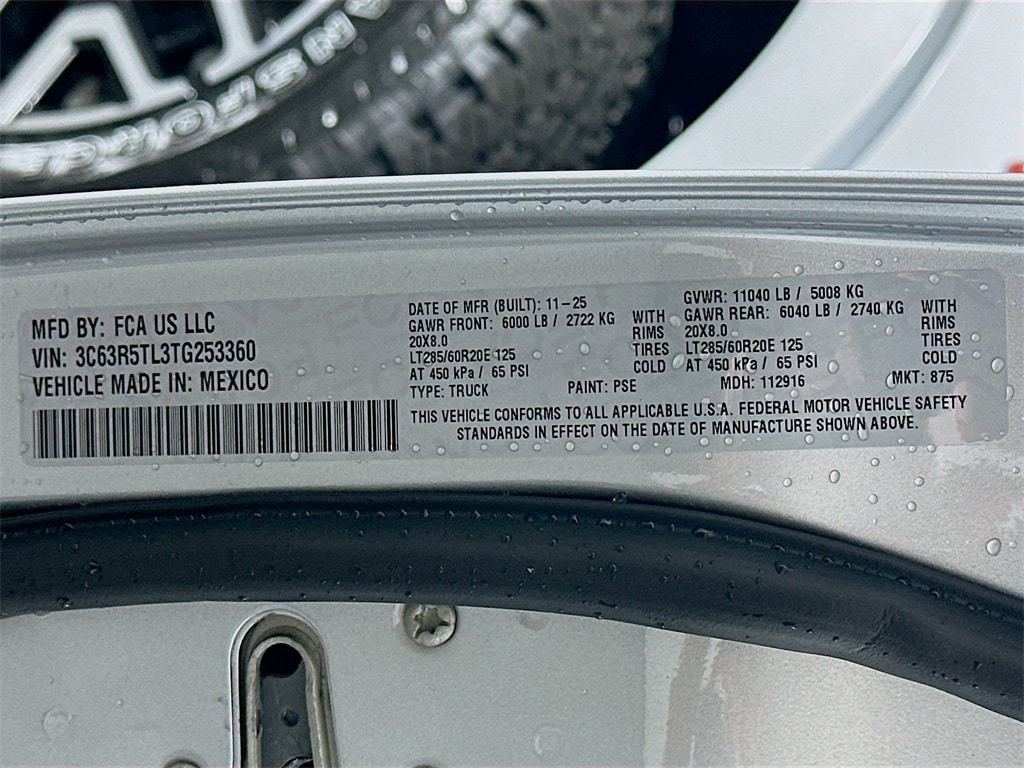 TRANSFORCE
MFD BY: FCA US LLC
VIN: 3C63R5TL3TG253360
VEHICLE MADE IN: MEXICO
DATE OF MFR (BUILT): 11-25
GAWR FRONT: 6000 LB / 2722 KG
20X8.0
LT285/60R20E 125
AT 450 kPa / 65 PSI
TYPE: TRUCK
WITH
RIMS
TIRES
COLD
PAINT: PSE
GVWR: 11040 LB / 5008 KG
GAWR REAR: 6040 LB / 2740 KG
20X8.0
LT285/60R20E 125
AT 450 kPa / 65 PSI
MDH: 112916
WITH
RIMS
TIRES
COLD
MKT: 875
THIS VEHICLE CONFORMS TO ALL APPLICABLE U.S.A. FEDERAL MOTOR VEHICLE SAFETY
STANDARDS IN EFFECT ON THE DATE OF MANUFACTURE SHOWN ABOVE.